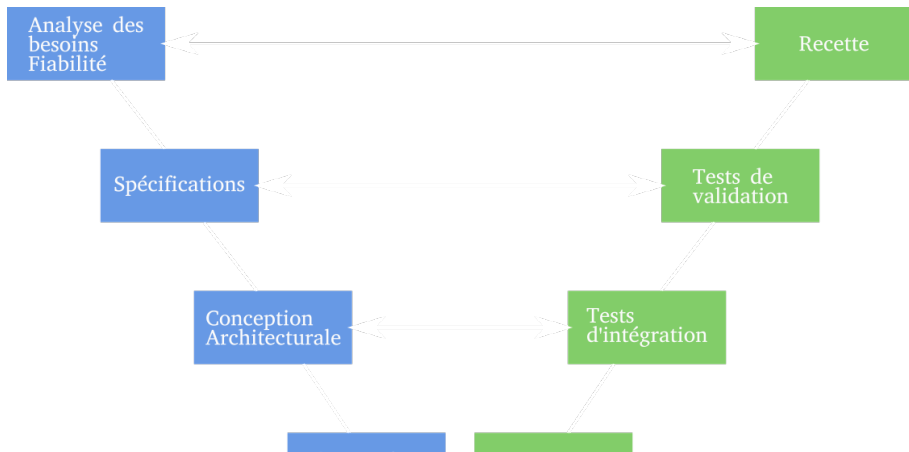 Analyse des
besoins
Fiabilité
Recette
Spécifications
Tests de
validation
Conception
Architecturale
Tests
d'intégration